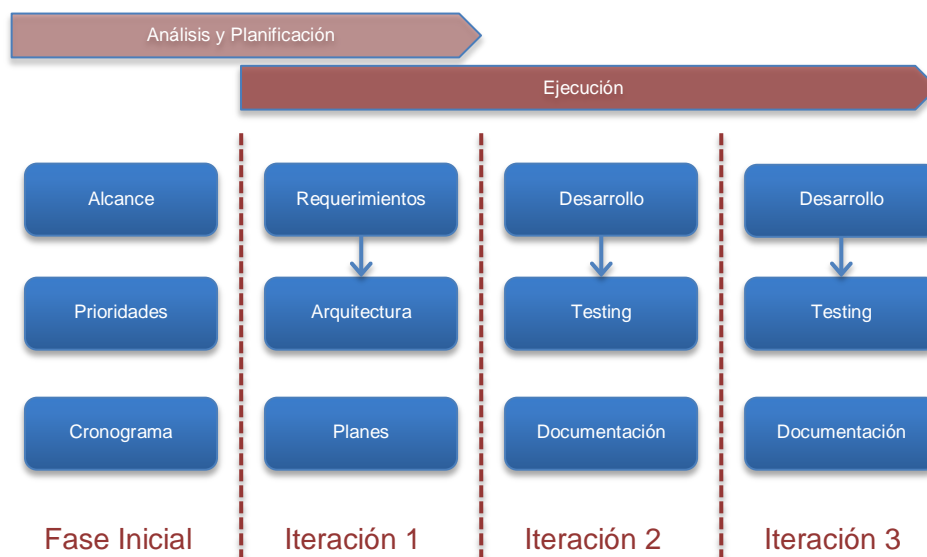 Análisis y Planificación
Ejecución
Alcance
Requerimientos
Desarrollo
Desarrollo
Prioridades
Arquitectura
Testing
Testing
Cronograma
Planes
Documentación
Documentación
Fase Inicial
Iteración 1
Iteración 2
Iteración 3